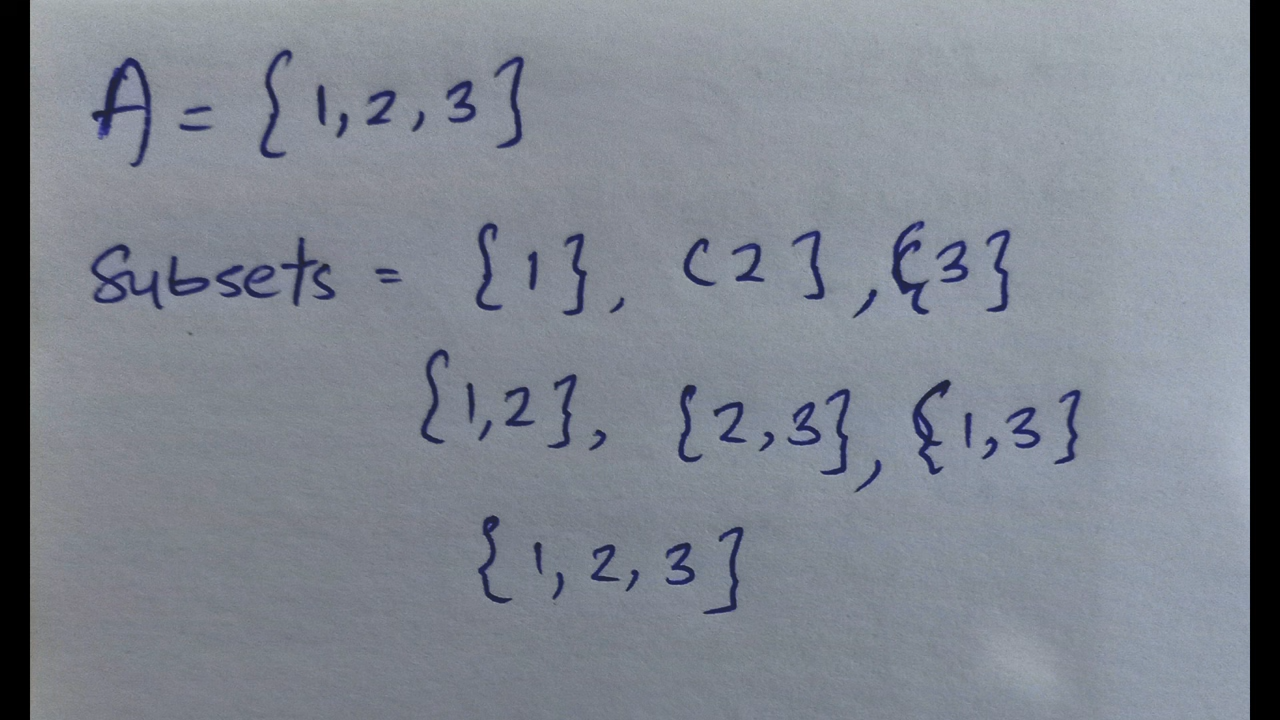 A = {1,2,3}
Subsets = {1}, (2}, {3}
{1,2}, {2,3}, {1,3}
{1,2,3}